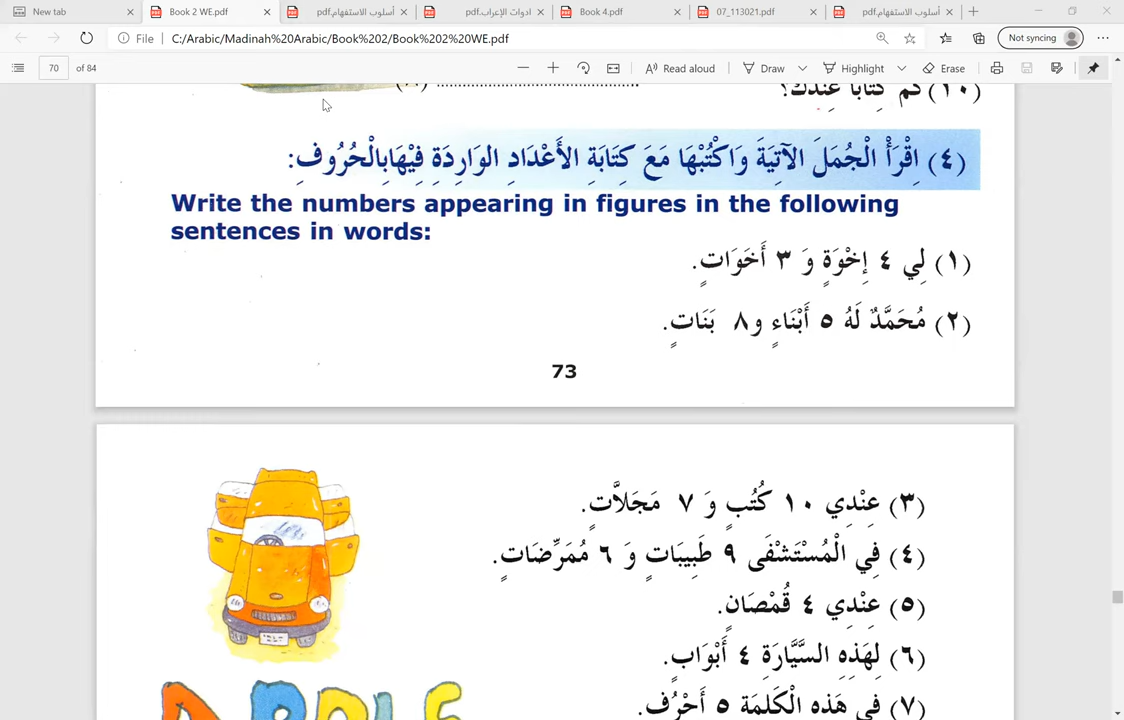 New tab
Book 2 WE.pdf
أسلوب الاستفهام.pdf
ادوات الإعراب.pdf
Book 4.pdf
07_113021.pdf
أسلوب الاستفهام.pdf
File C:/Arabic/Madinah%20Arabic/Book%202/Book%202%20WE.pdf
Not syncing
70 of 84
Read aloud
Draw
Highlight
Erase
(١٠) كَم كِتَابًا عِنْدَكَ؟ ........................................
(٤) اِقْرَأْ الْجُمَلَ الآتِيَةَ وَاكْتُبْهَا مَعَ كِتَابَةِ الأَعْدَادِ الوَارِدَةِ فِيْهَابِالْحُرُوفِ:
Write the numbers appearing in figures in the following
sentences in words:
(١) لِي ٤ إِخْوَةٍ وَ ٣ أَخَوَاتٍ.
(٢) مُحَمَّدٌ لَهُ ٥ أَبْنَاءٍ و٨ بَنَاتٍ.
73
(٣) عِنْدِي ١٠ كُتُبٍ وَ ٧ مَجَلاَّتٍ.
(٤) فِي الْمُسْتَشْفَى ٩ طَبِيبَاتٍ وَ ٦ مُمَرِّضَاتٍ.
(٥) عِنْدِي ٤ قُمْصَانٍ.
(٦) لِهَذِهِ السَّيَّارَةِ ٤ أَبْوَابٍ.
(٧) فِي هَذِه الْكَلِمَة ٥ أَحْرُف.
APPLE